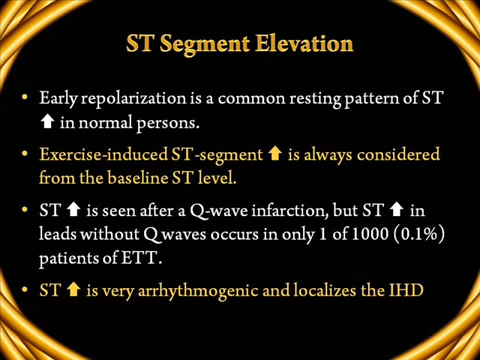 ST Segment Elevation
• Early repolarization is a common resting pattern of ST
⬆ in normal persons.
• Exercise-induced ST-segment ⬆ is always considered
from the baseline ST level.
• ST ⬆ is seen after a Q-wave infarction, but ST ⬆ in
leads without Q waves occurs in only 1 of 1000 (0.1%)
patients of ETT.
• ST ⬆ is very arrhythmogenic and localizes the IHD